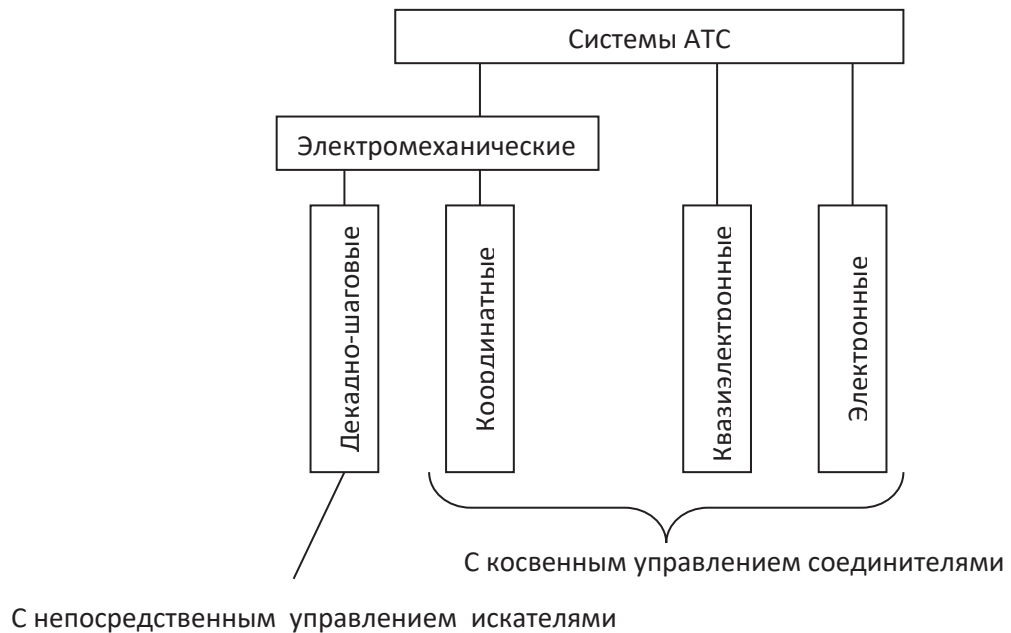 Системы АТС
Электромеханические
Декадно-шаговые
Координатные
Квазиэлектронные
Электронные
С косвенным управлением соединителями
С непосредственным управлением искателями